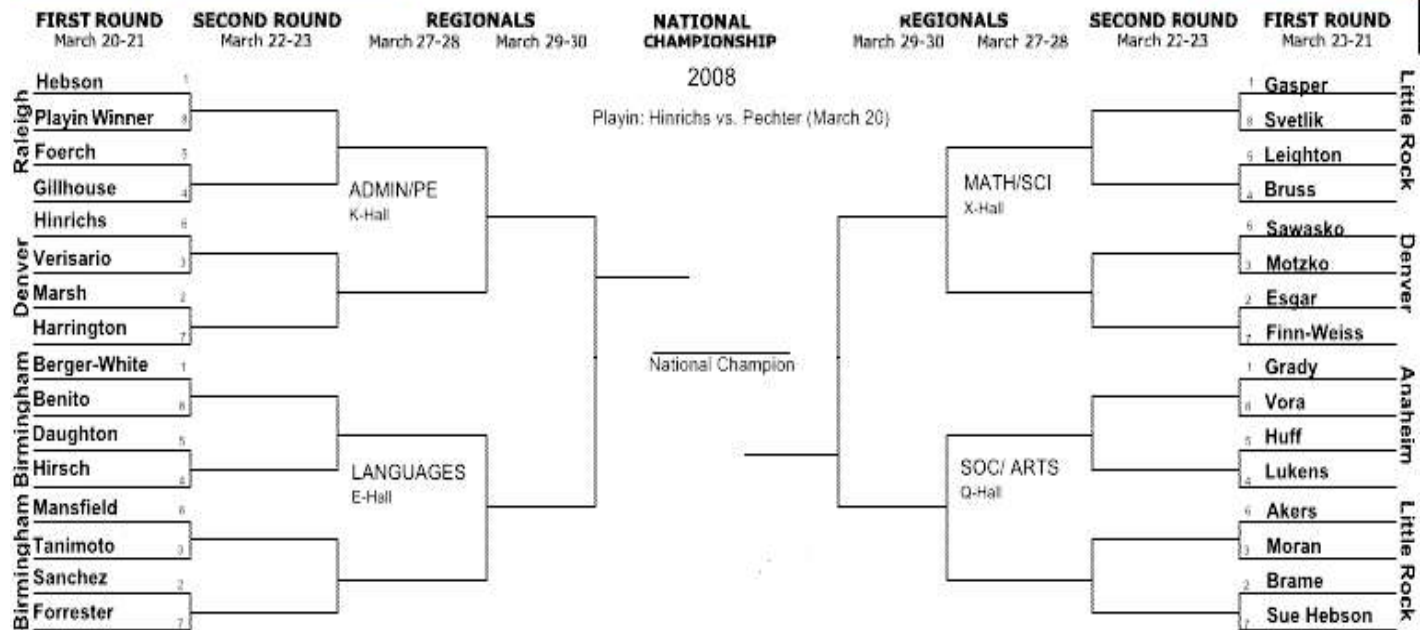 FIRST ROUND SECOND ROUND REGIONALS NATIONAL CHAMPIONSHIP REGIONALS SECOND ROUND FIRST ROUND
March 20-21 March 22-23 March 27-28 March 29-30 March 29-30 March 27-28 March 22-23 March 20-21
2008
Playin: Hinrichs vs. Pechter (March 20)
Raleigh
Hebson 1
Playin Winner 8
Foerch 5
Gillhouse 4
Denver
Hinrichs 6
Verisario 3
Marsh 2
Harrington 7
ADMIN/PE
K-Hall
Birmingham
Berger-White 1
Benito 8
Daughton 5
Hirsch 4
Birmingham
Mansfield 6
Tanimoto 3
Sanchez 2
Forrester 7
LANGUAGES
E-Hall
National Champion
MATH/SCI
X-Hall
1 Gasper
8 Svetlik
5 Leighton
4 Bruss
Little Rock
6 Sawasko
3 Motzko
2 Esgar
7 Finn-Weiss
Denver
SOC/ ARTS
Q-Hall
1 Grady
8 Vora
5 Huff
4 Lukens
Anaheim
6 Akers
3 Moran
2 Brame
7 Sue Hebson
Little Rock